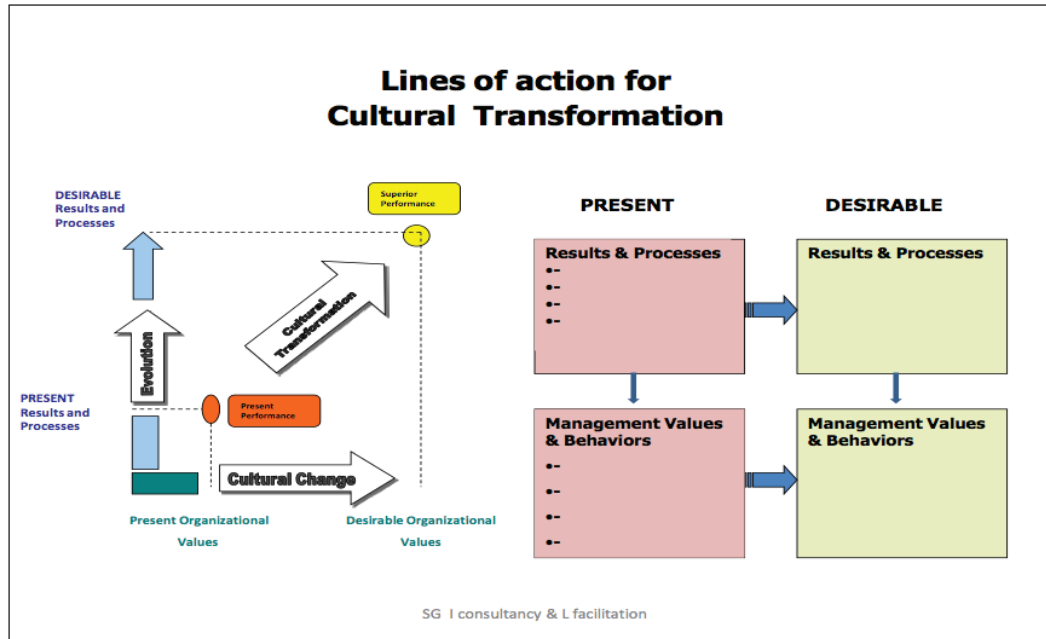 Lines of action for
Cultural Transformation
DESIRABLE
Results and
Processes
Superior
Performance
Cultural
Transformation
Evolution
PRESENT
Results and
Processes
Present
Performance
Cultural Change
Present Organizational
Values
Desirable Organizational
Values
PRESENT
DESIRABLE
Results & Processes
•-
•-
•-
•-
Results & Processes
Management Values
& Behaviors
•-
•-
•-
•-
Management Values
& Behaviors
SG I consultancy & L facilitation